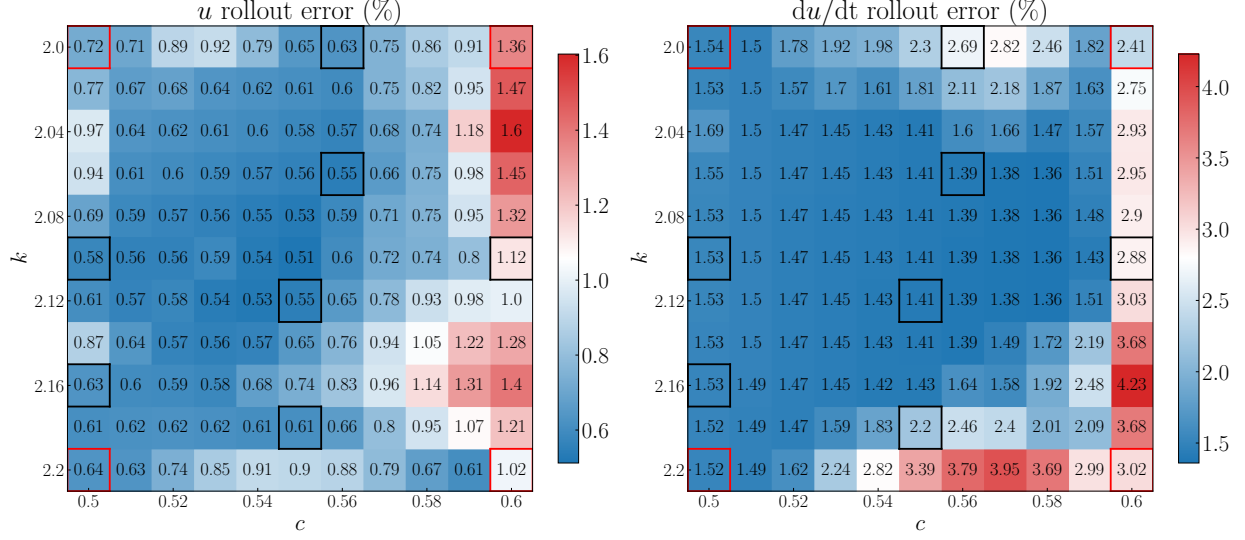 u rollout error (%)
2.0 0.72 0.71 0.89 0.92 0.79 0.65 0.63 0.75 0.86 0.91 1.36
0.77 0.67 0.68 0.64 0.62 0.61 0.6 0.75 0.82 0.95 1.47
2.04 0.97 0.64 0.62 0.61 0.6 0.58 0.57 0.68 0.74 1.18 1.6
0.94 0.61 0.6 0.59 0.57 0.56 0.55 0.66 0.75 0.98 1.45
2.08 0.69 0.59 0.57 0.56 0.55 0.53 0.59 0.71 0.75 0.95 1.32
0.58 0.56 0.56 0.59 0.54 0.51 0.6 0.72 0.74 0.8 1.12
2.12 0.61 0.57 0.58 0.54 0.53 0.55 0.65 0.78 0.93 0.98 1.0
0.87 0.64 0.57 0.56 0.57 0.65 0.76 0.94 1.05 1.22 1.28
2.16 0.63 0.6 0.59 0.58 0.68 0.74 0.83 0.96 1.14 1.31 1.4
0.61 0.62 0.62 0.62 0.61 0.61 0.66 0.8 0.95 1.07 1.21
2.2 0.64 0.63 0.74 0.85 0.91 0.9 0.88 0.79 0.67 0.61 1.02
0.5 0.52 0.54 0.56 0.58 0.6
c
k
1.6
1.4
1.2
1.0
0.8
0.6
du/dt rollout error (%)
2.0 1.54 1.5 1.78 1.92 1.98 2.3 2.69 2.82 2.46 1.82 2.41
1.53 1.5 1.57 1.7 1.61 1.81 2.11 2.18 1.87 1.63 2.75
2.04 1.69 1.5 1.47 1.45 1.43 1.41 1.6 1.66 1.47 1.57 2.93
1.55 1.5 1.47 1.45 1.43 1.41 1.39 1.38 1.36 1.51 2.95
2.08 1.53 1.5 1.47 1.45 1.43 1.41 1.39 1.38 1.36 1.48 2.9
1.53 1.5 1.47 1.45 1.43 1.41 1.39 1.38 1.36 1.43 2.88
2.12 1.53 1.5 1.47 1.45 1.43 1.41 1.39 1.38 1.36 1.51 3.03
1.53 1.5 1.47 1.45 1.43 1.41 1.39 1.49 1.72 2.19 3.68
2.16 1.53 1.49 1.47 1.45 1.42 1.43 1.64 1.58 1.92 2.48 4.23
1.52 1.49 1.47 1.59 1.83 2.2 2.46 2.4 2.01 2.09 3.68
2.2 1.52 1.49 1.62 2.24 2.82 3.39 3.79 3.95 3.69 2.99 3.02
0.5 0.52 0.54 0.56 0.58 0.6
c
k
4.0
3.5
3.0
2.5
2.0
1.5